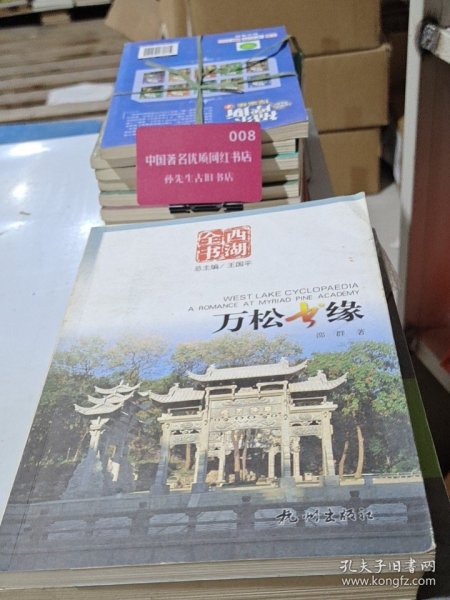 008
中国著名优质网红书店
孙先生古旧书店
西湖
全书
总主编／王国平
WEST LAKE CYCLOPAEDIA
A ROMANCE AT MYRIAD PINE ACADEMY
万松书缘
邵 群 著
杭州出版社
孔夫子旧书网
www.kongfz.com